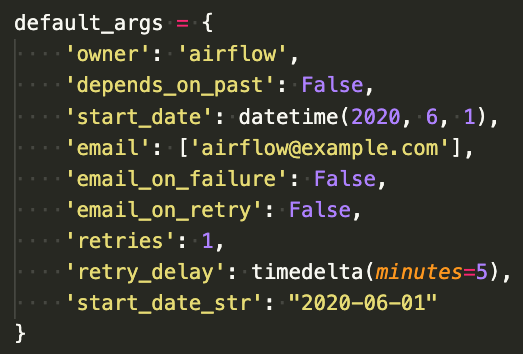 default_args = {
    'owner': 'airflow',
    'depends_on_past': False,
    'start_date': datetime(2020, 6, 1),
    'email': ['airflow@example.com'],
    'email_on_failure': False,
    'email_on_retry': False,
    'retries': 1,
    'retry_delay': timedelta(minutes=5),
    'start_date_str': "2020-06-01"
}